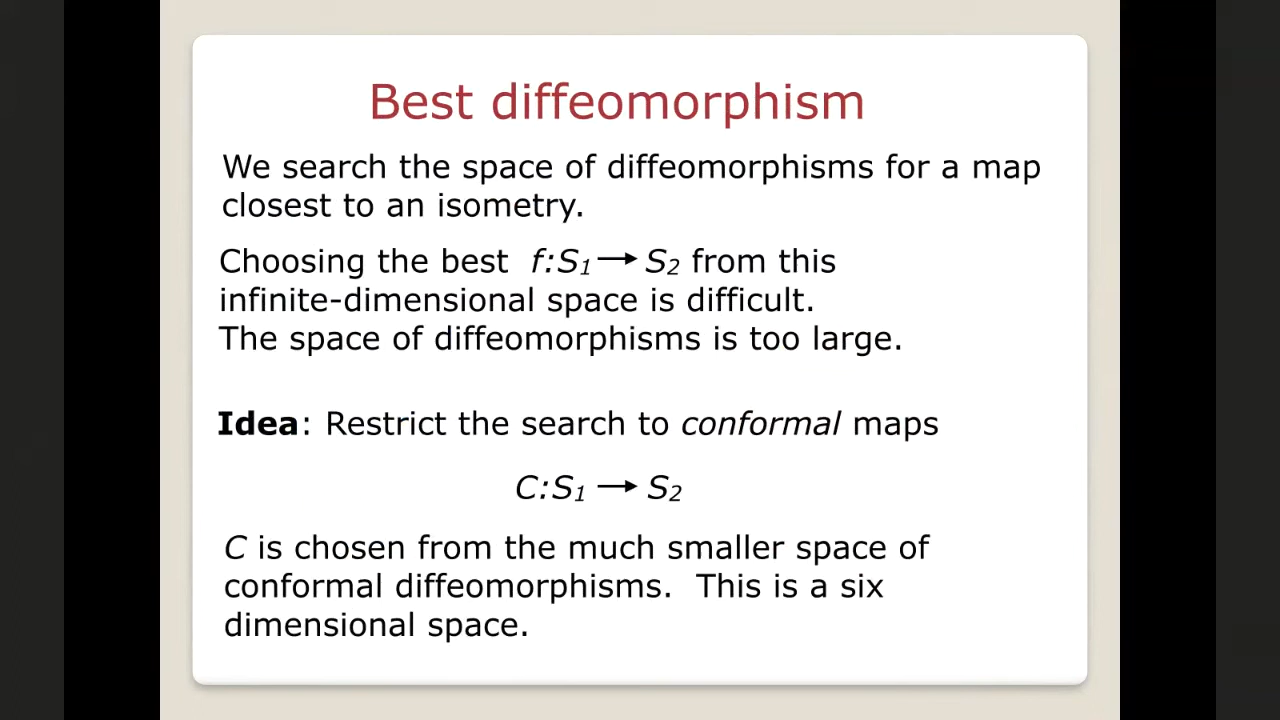 Best diffeomorphism
We search the space of diffeomorphisms for a map
closest to an isometry.
Choosing the best f:S₁ → S₂ from this
infinite-dimensional space is difficult.
The space of diffeomorphisms is too large.
Idea: Restrict the search to conformal maps
C:S₁ → S₂
C is chosen from the much smaller space of
conformal diffeomorphisms. This is a six
dimensional space.